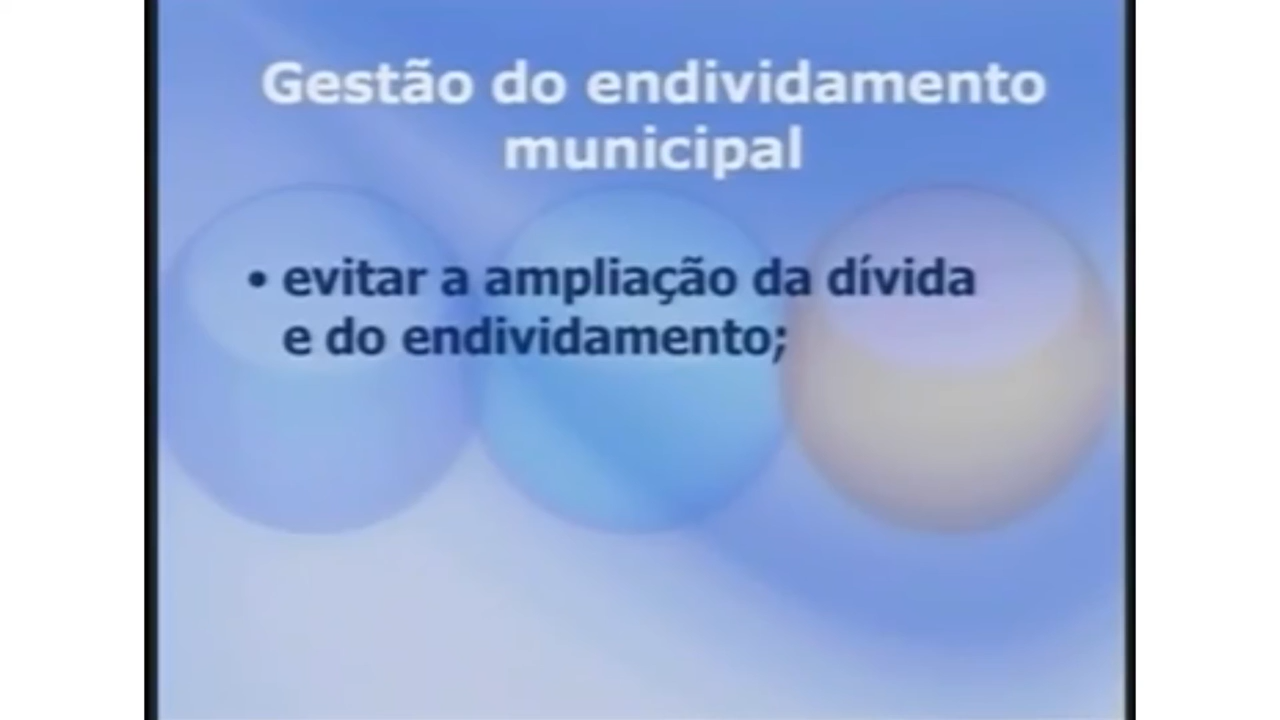 Gestão do endividamento
municipal
• evitar a ampliação da dívida
e do endividamento;